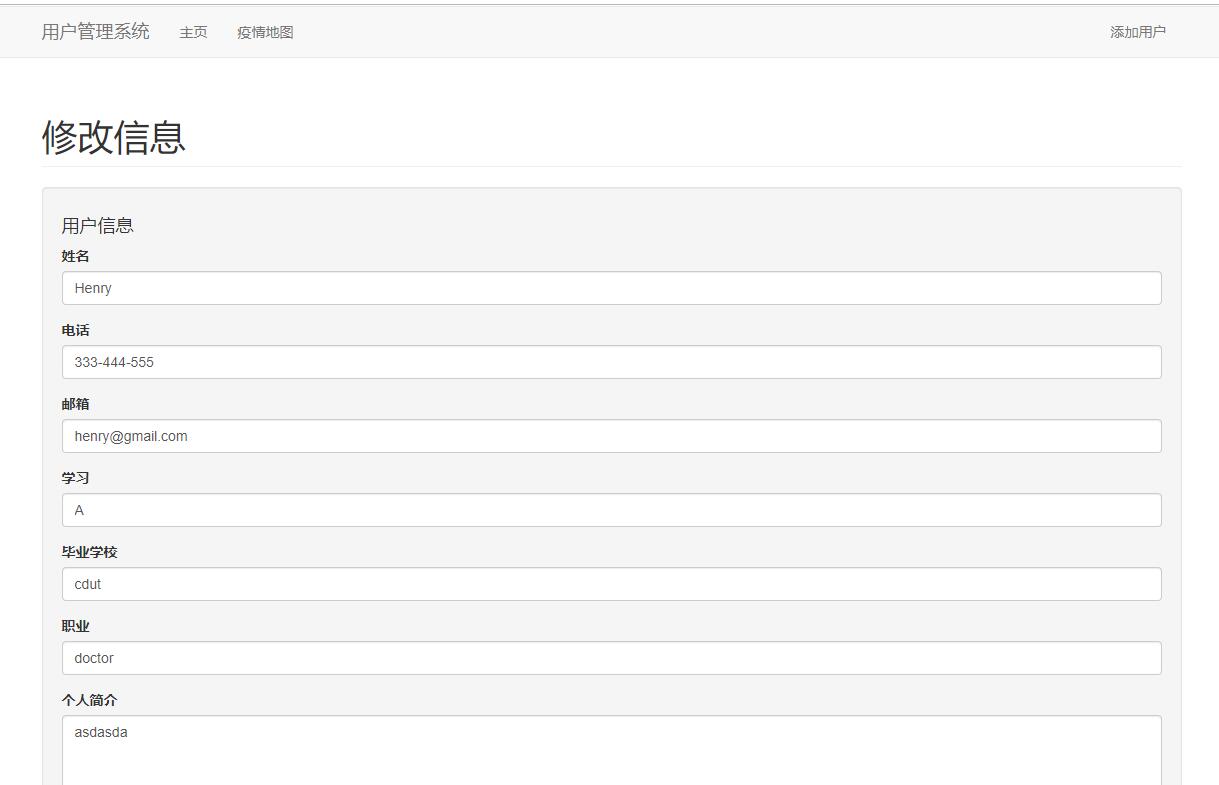 用户管理系统 主页 疫情地图 添加用户
修改信息
用户信息
姓名
Henry
电话
333-444-555
邮箱
henry@gmail.com
学习
A
毕业学校
cdut
职业
doctor
个人简介
asdasda